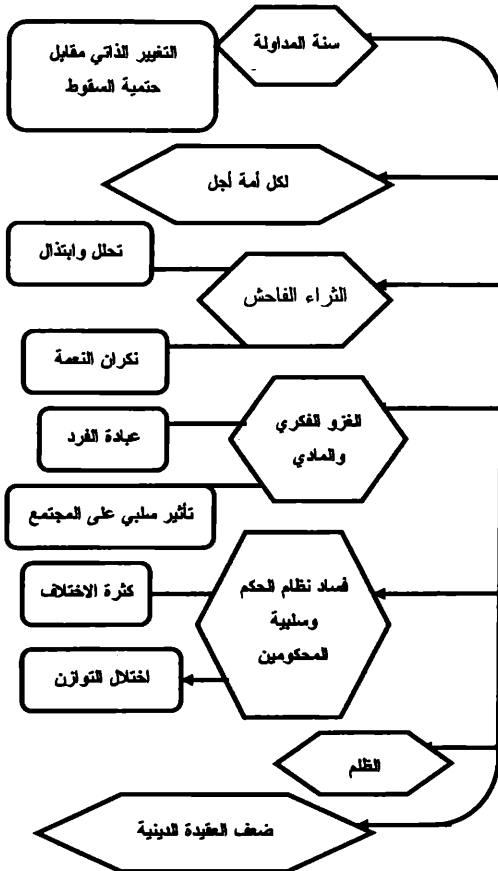 سنة المداولة
التغيير الذاتي مقابل
حتمية السقوط
لكل أمة أجل
تحلل وابتذال
الثراء الفاحش
نكران النعمة
الغزو الفكري
والمادي
عبادة الفرد
تأثير سلبي على المجتمع
فساد نظام الحكم
وسلبية
المحكومين
كثرة الاختلاف
اختلال التوازن
الظلم
ضعف العقيدة الدينية